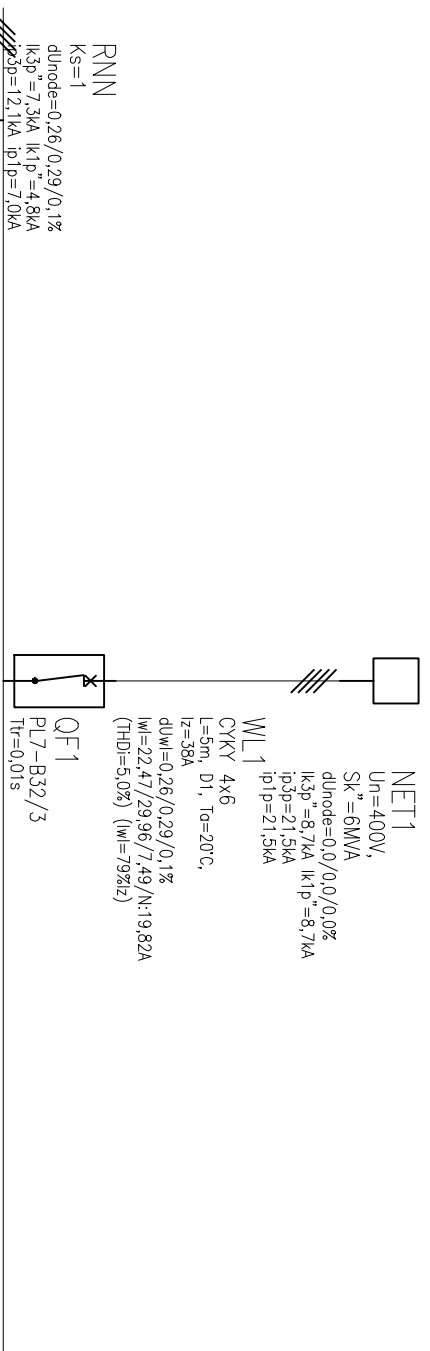 NET1
Un=400V,
Sk"=6MVA
dUnode=0,0/0,0/0,0%
Ik3p"=8,7kA Ik1p"=8,7kA
ip3p=21,5kA
ip1p=21,5kA
WL1
CYKY 4x6
L=5m, D1, Ta=20°C,
Iz=38A
dUwl=0,26/0,29/0,1%
Iwl=22,47/29,96/7,49/N:19,82A
(THDi=5,0%) (Iwl=79%Iz)
QF1
PL7-B32/3
Ttr=0,01s
RNN
Ks=1
dUnode=0,26/0,29/0,1%
Ik3p"=7,3kA Ik1p"=4,8kA
ip3p=12,1kA ip1p=7,0kA